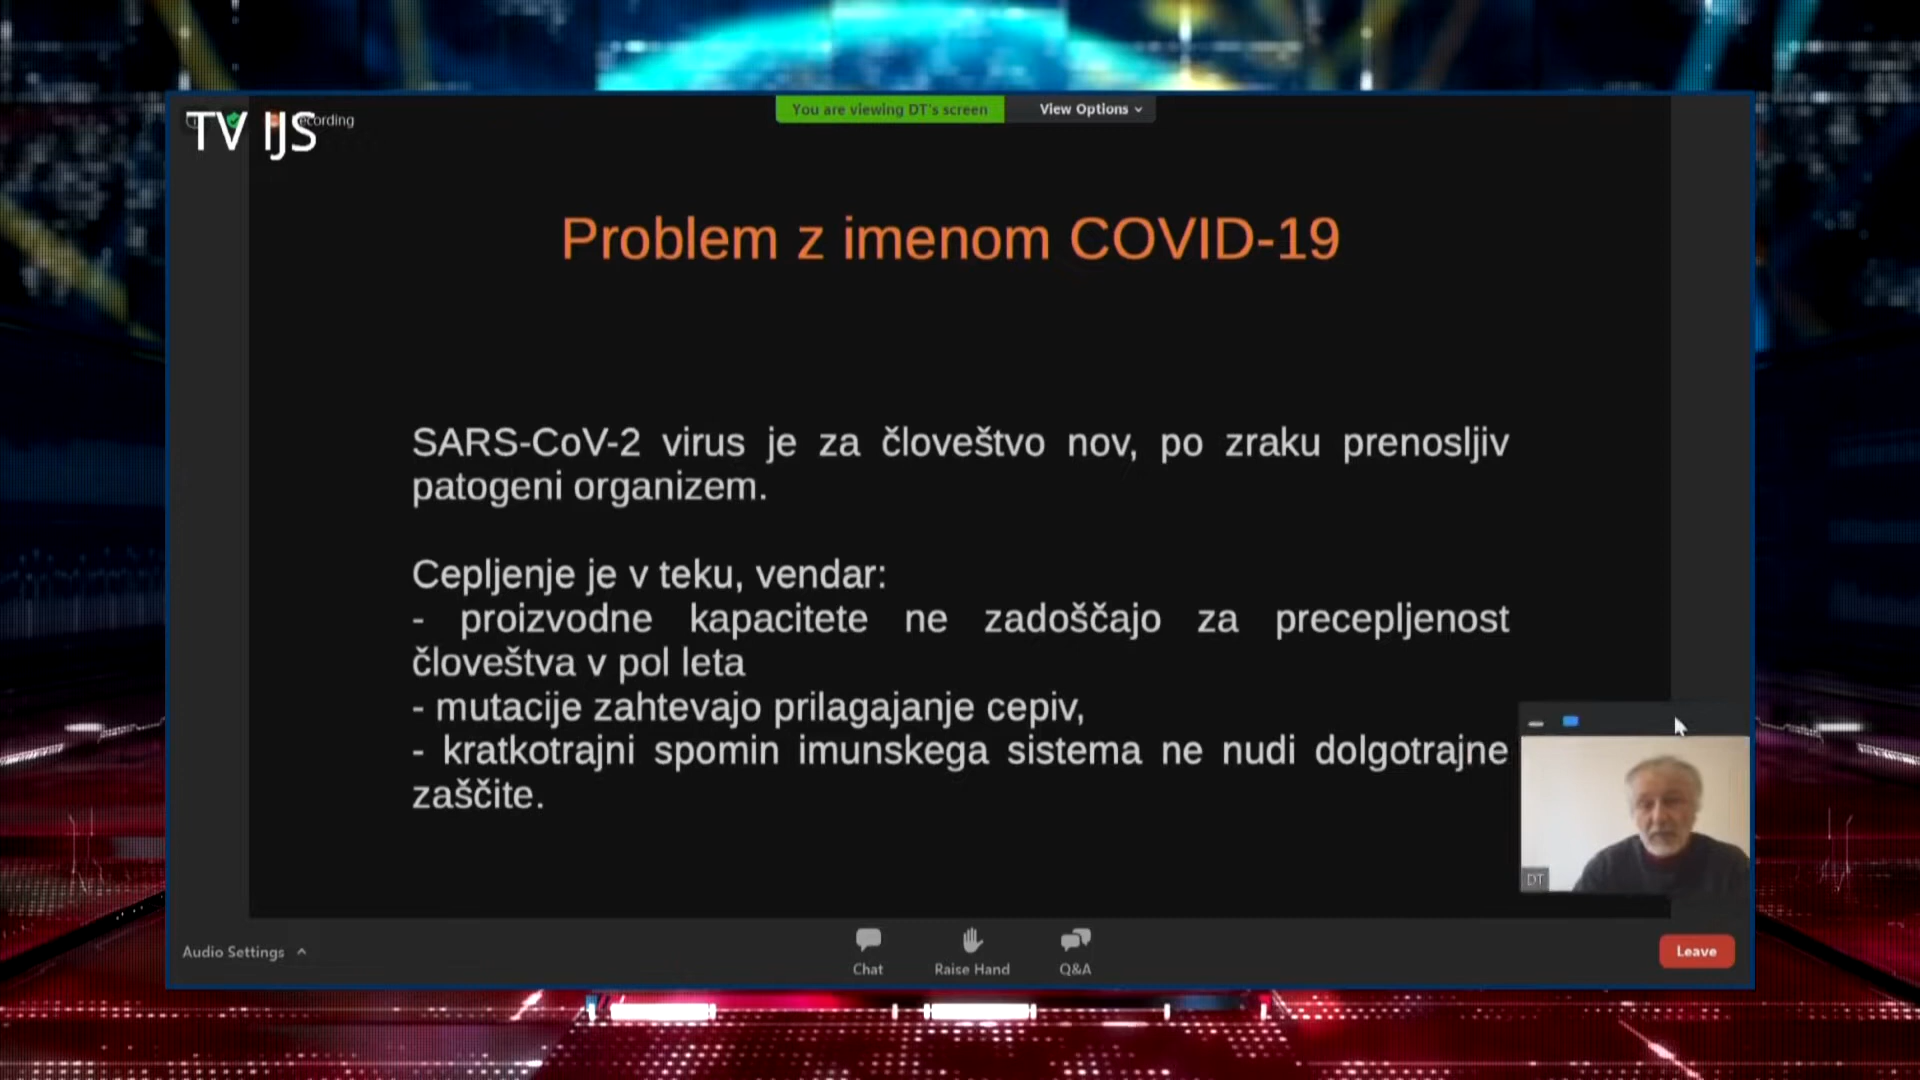 TV IJS
You are viewing DT's screen
View Options
Problem z imenom COVID-19
SARS-CoV-2 virus je za človeštvo nov, po zraku prenosljiv
patogeni organizem.
Cepljenje je v teku, vendar:
- proizvodne kapacitete ne zadoščajo za precepljenost
človeštva v pol leta
- mutacije zahtevajo prilagajanje cepiv,
- kratkotrajni spomin imunskega sistema ne nudi dolgotrajne
zaščite.
DT
Audio Settings
Chat
Raise Hand
Q&A
Leave